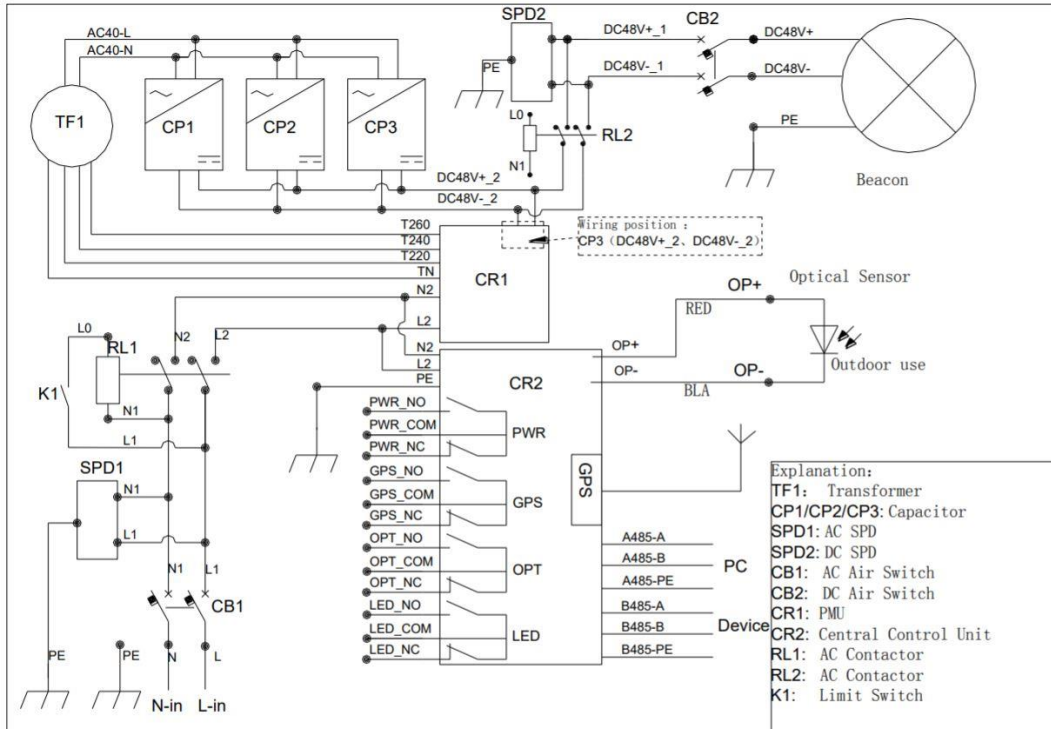 SPD2
CB2
AC40-L
AC40-N
DC48V+_1
DC48V+
PE
DC48V-_1
DC48V-
TF1
CP1
CP2
CP3
L0
RL2
PE
N1
DC48V+_2
DC48V-_2
Beacon
T260
T240
T220
TN
N2
L2
CR1
Wiring position :
CP3（DC48V+_2、DC48V-_2）
Optical Sensor
OP+
RED
OP+
OP-
BLA
OP-
Outdoor use
L0
RL1
N2
L2
K1
N1
L1
N2
L2
PE
CR2
PWR_NO
PWR_COM
PWR_NC
PWR
GPS_NO
GPS_COM
GPS_NC
GPS
GPS
OPT_NO
OPT_COM
OPT_NC
OPT
LED_NO
LED_COM
LED_NC
LED
A485-A
A485-B
A485-PE
PC
B485-A
B485-B
B485-PE
Device
SPD1
N1
L1
N1
L1
CB1
PE
PE
N
L
N-in
L-in
Explanation:
TF1: Transformer
CP1/CP2/CP3: Capacitor
SPD1: AC SPD
SPD2: DC SPD
CB1: AC Air Switch
CB2: DC Air Switch
CR1: PMU
CR2: Central Control Unit
RL1: AC Contactor
RL2: AC Contactor
K1: Limit Switch